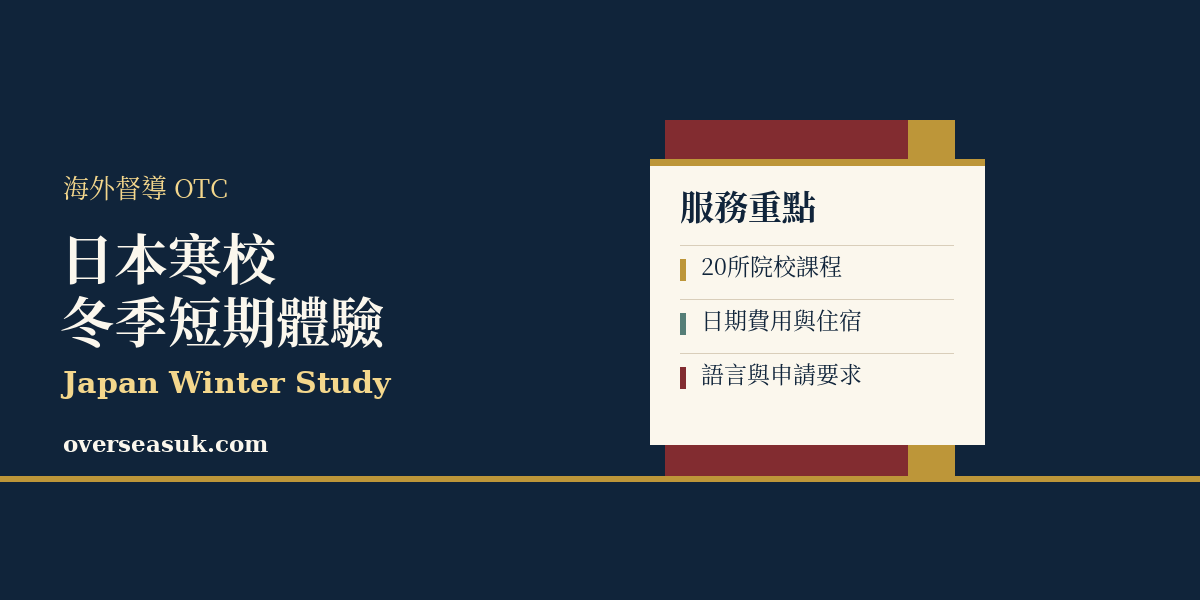 海外督導 OTC
日本寒校
冬季短期體驗
Japan Winter Study
overseasuk.com
服務重點
20所院校課程
日期費用與住宿
語言與申請要求